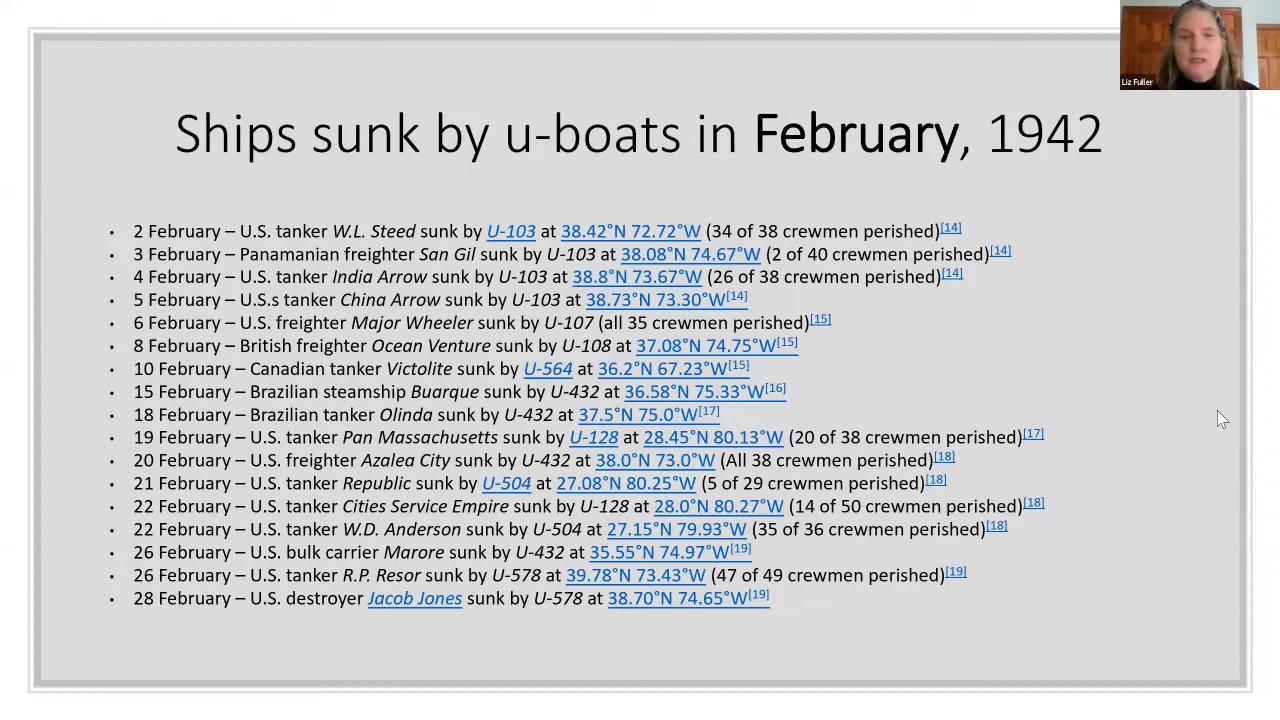 Liz Fuller
Ships sunk by u-boats in February, 1942
• 2 February – U.S. tanker W.L. Steed sunk by U-103 at 38.42°N 72.72°W (34 of 38 crewmen perished)[14]
• 3 February – Panamanian freighter San Gil sunk by U-103 at 38.08°N 74.67°W (2 of 40 crewmen perished)[14]
• 4 February – U.S. tanker India Arrow sunk by U-103 at 38.8°N 73.67°W (26 of 38 crewmen perished)[14]
• 5 February – U.S.s tanker China Arrow sunk by U-103 at 38.73°N 73.30°W[14]
• 6 February – U.S. freighter Major Wheeler sunk by U-107 (all 35 crewmen perished)[15]
• 8 February – British freighter Ocean Venture sunk by U-108 at 37.08°N 74.75°W[15]
• 10 February – Canadian tanker Victolite sunk by U-564 at 36.2°N 67.23°W[15]
• 15 February – Brazilian steamship Buarque sunk by U-432 at 36.58°N 75.33°W[16]
• 18 February – Brazilian tanker Olinda sunk by U-432 at 37.5°N 75.0°W[17]
• 19 February – U.S. tanker Pan Massachusetts sunk by U-128 at 28.45°N 80.13°W (20 of 38 crewmen perished)[17]
• 20 February – U.S. freighter Azalea City sunk by U-432 at 38.0°N 73.0°W (All 38 crewmen perished)[18]
• 21 February – U.S. tanker Republic sunk by U-504 at 27.08°N 80.25°W (5 of 29 crewmen perished)[18]
• 22 February – U.S. tanker Cities Service Empire sunk by U-128 at 28.0°N 80.27°W (14 of 50 crewmen perished)[18]
• 22 February – U.S. tanker W.D. Anderson sunk by U-504 at 27.15°N 79.93°W (35 of 36 crewmen perished)[18]
• 26 February – U.S. bulk carrier Marore sunk by U-432 at 35.55°N 74.97°W[19]
• 26 February – U.S. tanker R.P. Resor sunk by U-578 at 39.78°N 73.43°W (47 of 49 crewmen perished)[19]
• 28 February – U.S. destroyer Jacob Jones sunk by U-578 at 38.70°N 74.65°W[19]